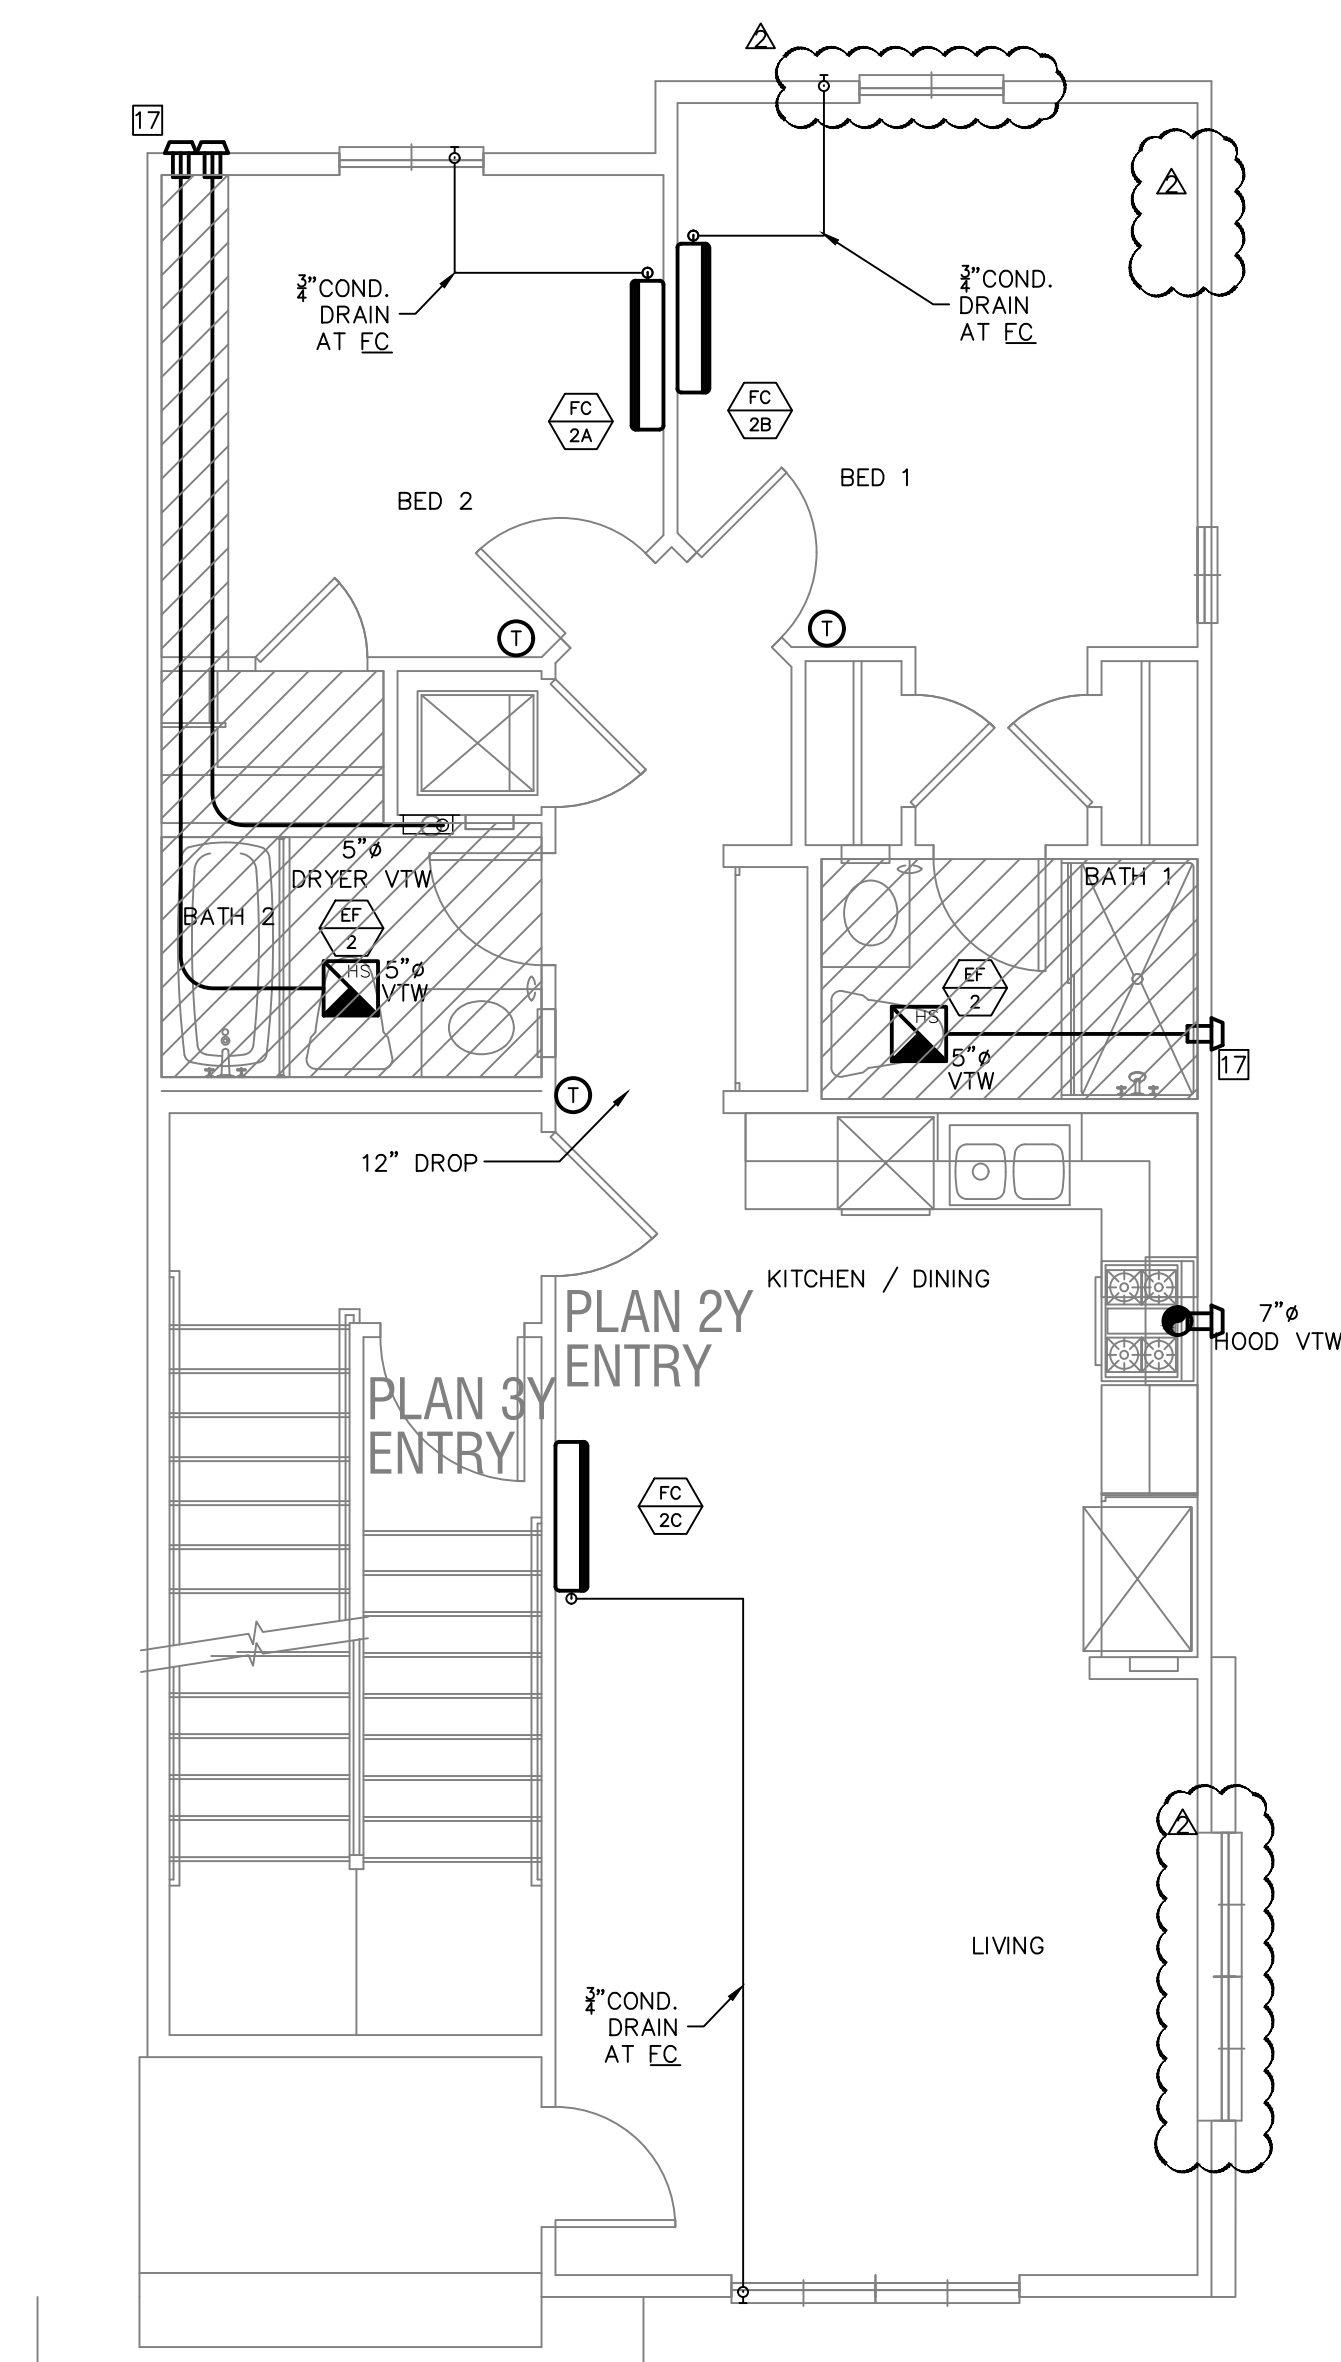 2
17
2
¾"COND.
DRAIN
AT FC
¾"COND.
DRAIN
AT FC
FC
2A
FC
2B
BED 2
BED 1
T
T
5"ø
DRYER VTW
BATH 2
EF
2
HS
5"ø
VTW
BATH 1
EF
2
HS
5"ø
VTW
17
T
12" DROP
KITCHEN / DINING
7"ø
HOOD VTW
PLAN 2Y
ENTRY
PLAN 3Y
ENTRY
FC
2C
2
LIVING
¾"COND.
DRAIN
AT FC